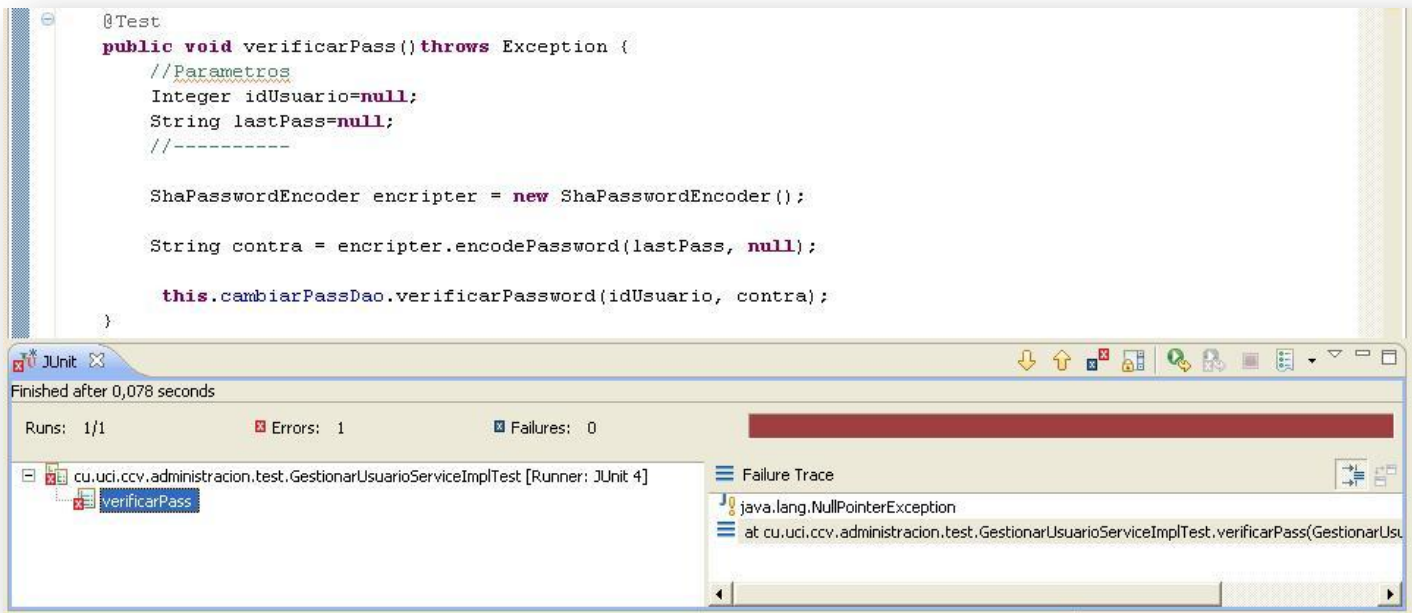 @Test
public void verificarPass()throws Exception {
//Parametros
Integer idUsuario=null;
String lastPass=null;
//----------
ShaPasswordEncoder encripter = new ShaPasswordEncoder();
String contra = encripter.encodePassword(lastPass, null);
this.cambiarPassDao.verificarPassword(idUsuario, contra);
}
JUnit
Finished after 0,078 seconds
Runs: 1/1 Errors: 1 Failures: 0
cu.uci.ccv.administracion.test.GestionarUsuarioServiceImplTest [Runner: JUnit 4]
verificarPass
Failure Trace
java.lang.NullPointerException
at cu.uci.ccv.administracion.test.GestionarUsuarioServiceImplTest.verificarPass(GestionarUsu